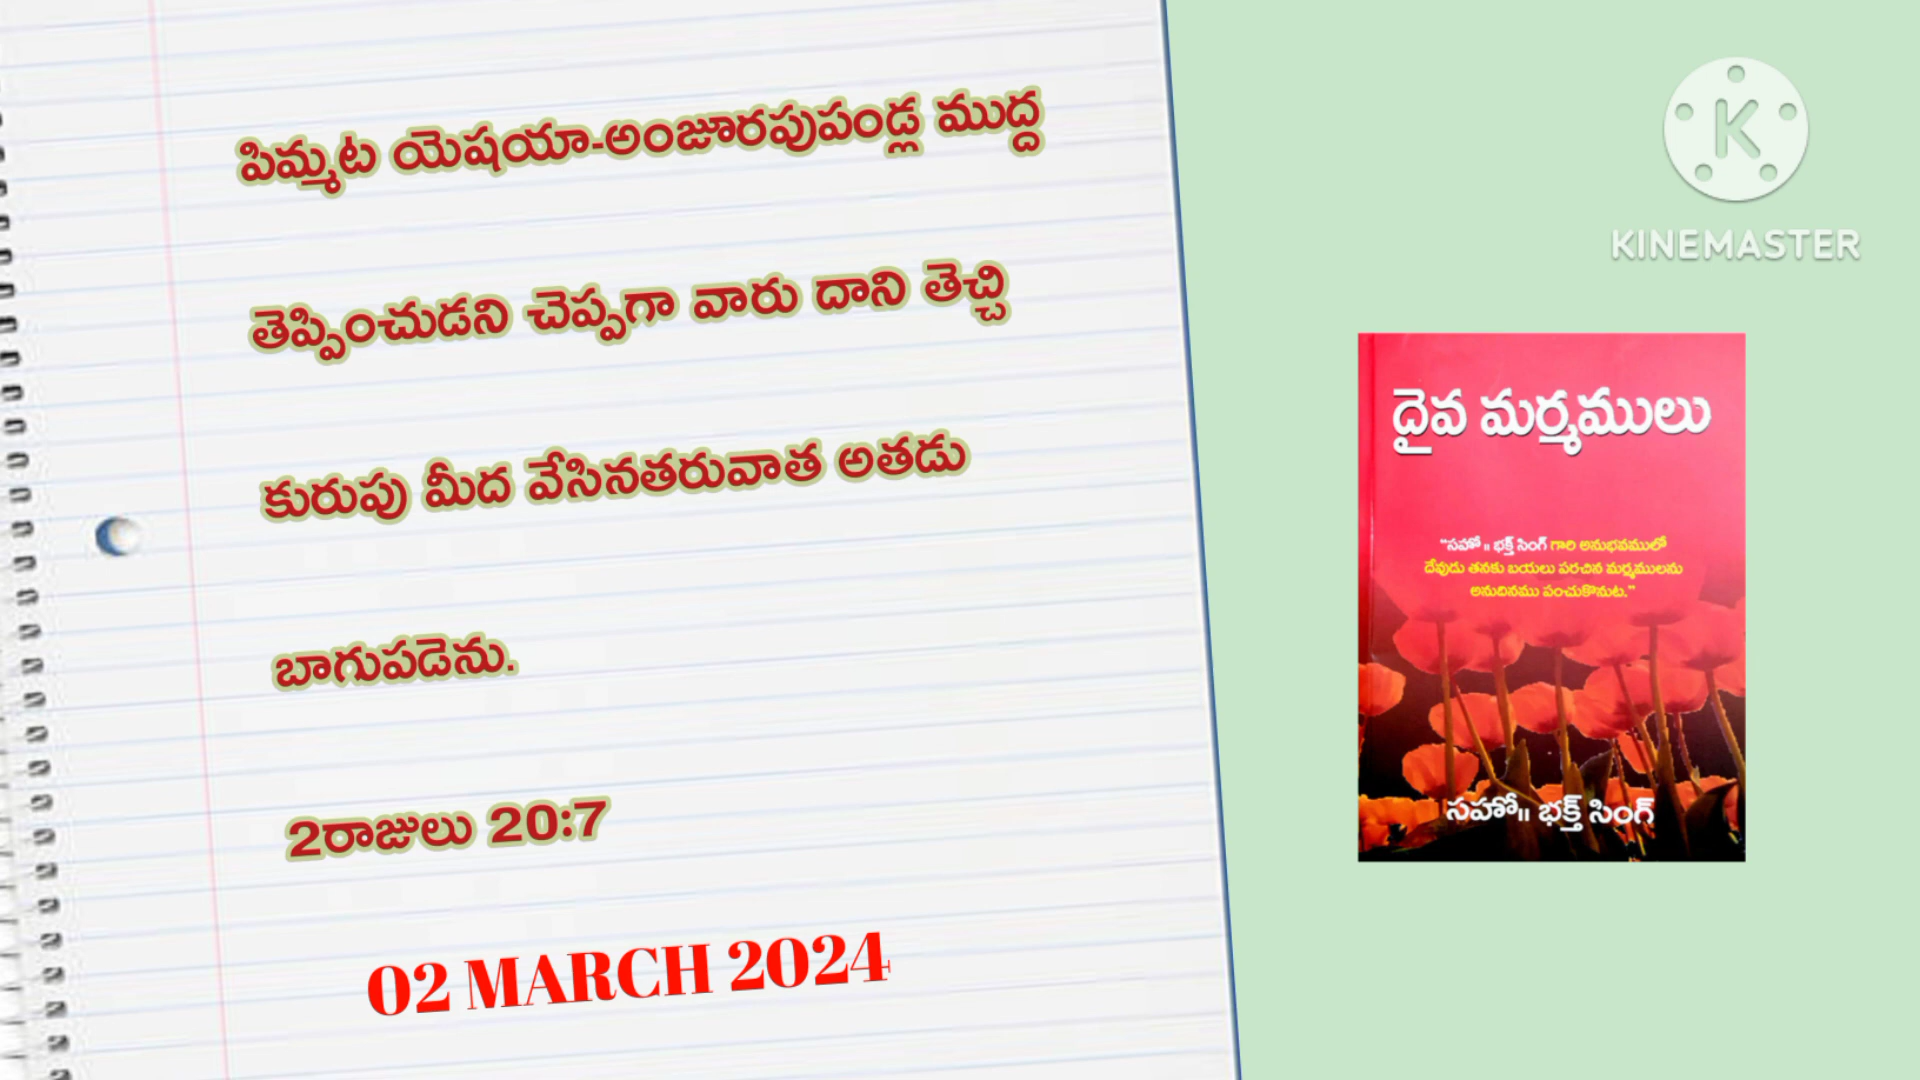 పిమ్మట యెషయా-అంజూరపుపండ్ల ముద్ద
తెప్పించుడని చెప్పగా వారు దాని తెచ్చి
కురుపు మీద వేసినతరువాత అతడు
బాగుపడెను.
2రాజులు 20:7
02 MARCH 2024
K
KINEMASTER
దైవ మర్మములు
"సహో॥ భక్త్ సింగ్ గారి అనుభవములో
దేవుడు తనకు బయలు పరచిన మర్మములను
అనుదినము పంచుకొనుట."
సహో॥ భక్త్ సింగ్